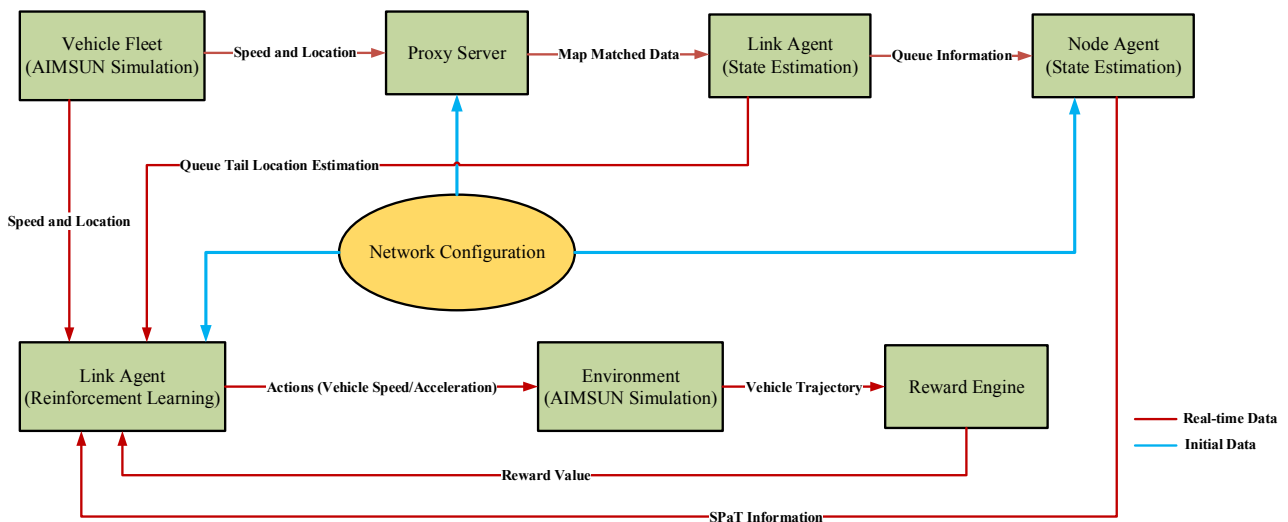 Vehicle Fleet
(AIMSUN Simulation)
Speed and Location
Proxy Server
Map Matched Data
Link Agent
(State Estimation)
Queue Information
Node Agent
(State Estimation)
Queue Tail Location Estimation
Speed and Location
Network Configuration
Link Agent
(Reinforcement Learning)
Actions (Vehicle Speed/Acceleration)
Environment
(AIMSUN Simulation)
Vehicle Trajectory
Reward Engine
Real-time Data
Initial Data
Reward Value
SPaT Information